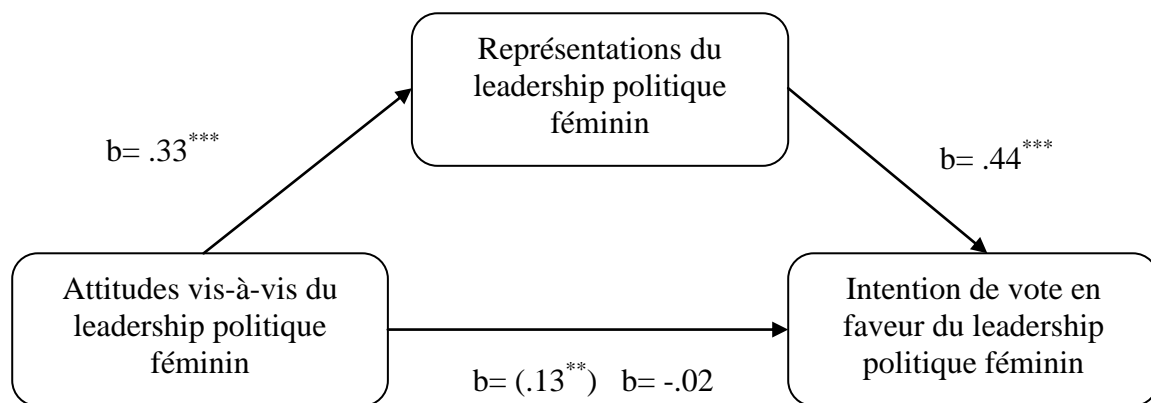 Représentations du
leadership politique
féminin
b= .33***
b= .44***
Attitudes vis-à-vis du
leadership politique
féminin
Intention de vote en
faveur du leadership
politique féminin
b= (.13**) b= -.02